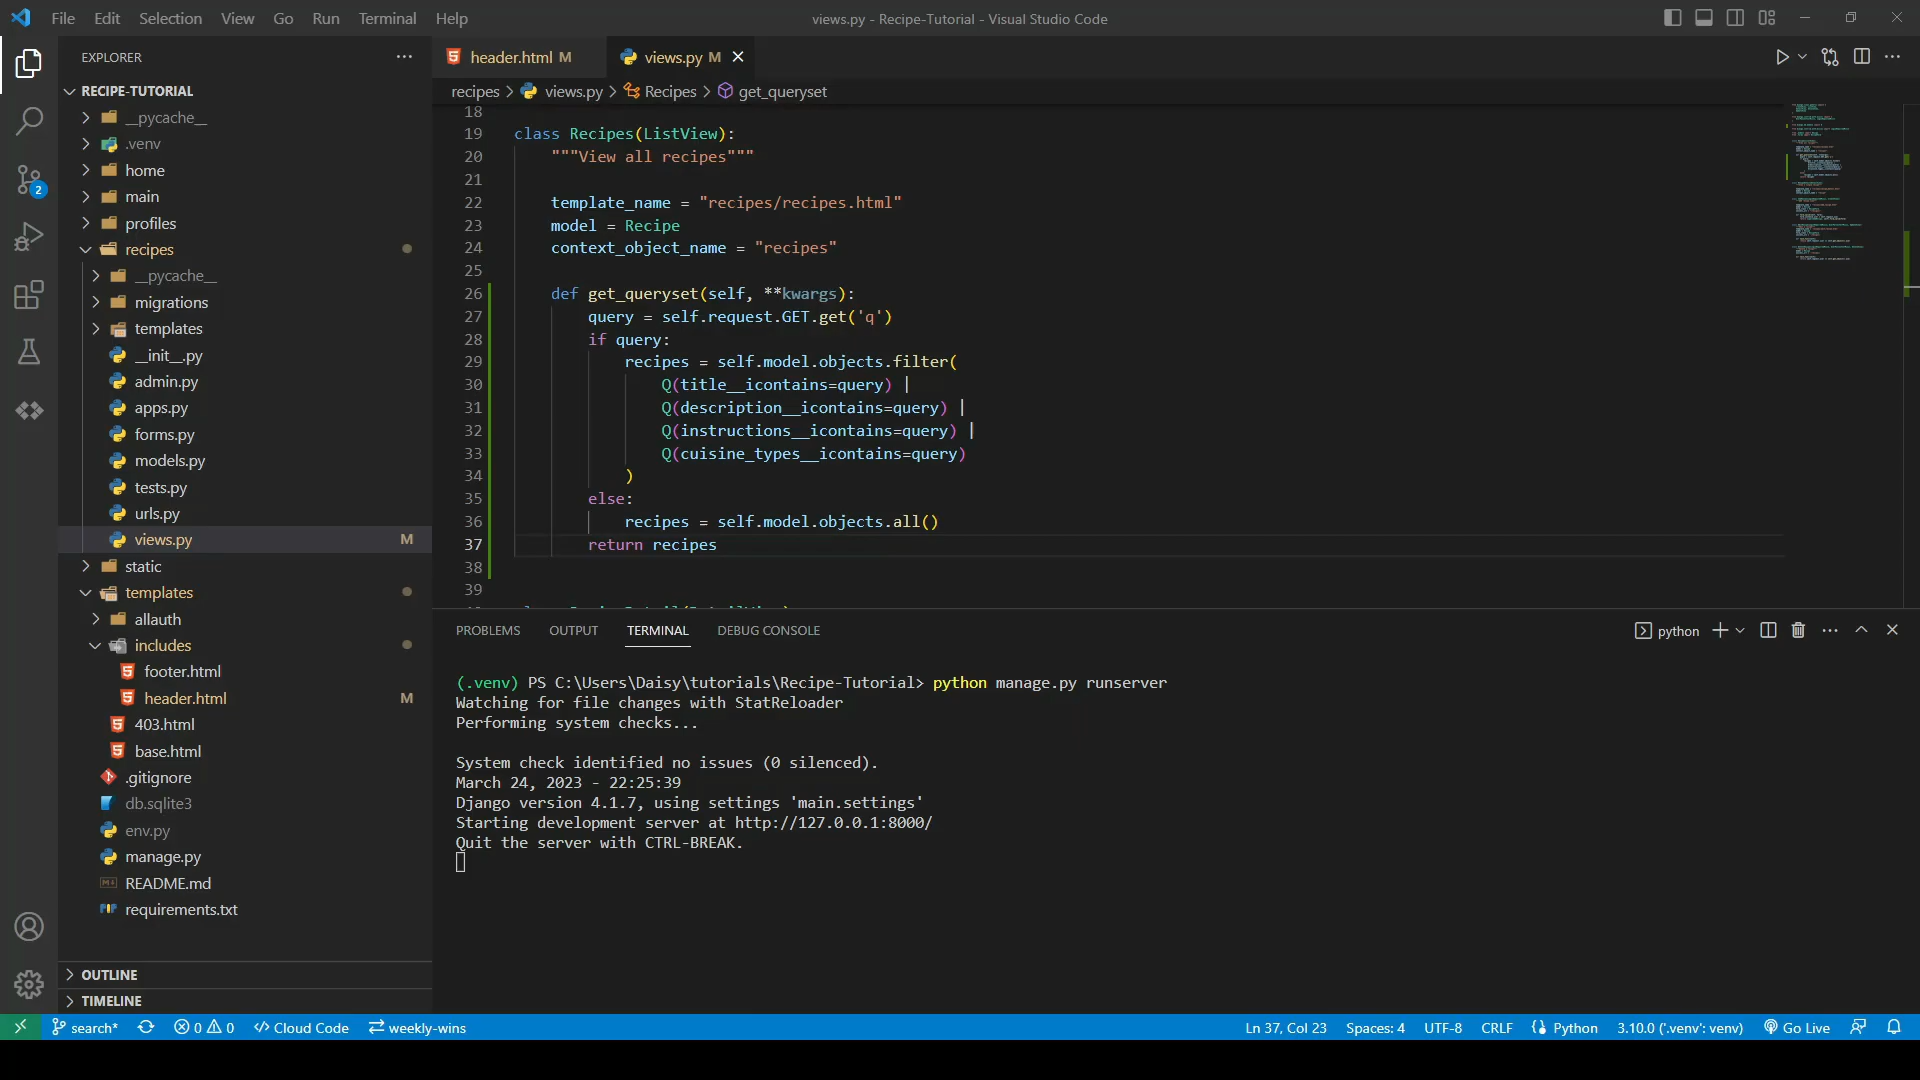 File Edit Selection View Go Run Terminal Help
views.py - Recipe-Tutorial - Visual Studio Code
EXPLORER
RECIPE-TUTORIAL
__pycache__
.venv
home
main
profiles
recipes
__pycache__
migrations
templates
__init__.py
admin.py
apps.py
forms.py
models.py
tests.py
urls.py
views.py M
static
templates
allauth
includes
footer.html
header.html M
403.html
base.html
.gitignore
db.sqlite3
env.py
manage.py
README.md
requirements.txt
OUTLINE
TIMELINE
2
header.html M
views.py M
recipes > views.py > Recipes > get_queryset
18
19 class Recipes(ListView):
20 """View all recipes"""
21
22 template_name = "recipes/recipes.html"
23 model = Recipe
24 context_object_name = "recipes"
25
26 def get_queryset(self, **kwargs):
27 query = self.request.GET.get('q')
28 if query:
29 recipes = self.model.objects.filter(
30 Q(title__icontains=query) |
31 Q(description__icontains=query) |
32 Q(instructions__icontains=query) |
33 Q(cuisine_types__icontains=query)
34 )
35 else:
36 recipes = self.model.objects.all()
37 return recipes
38
39
PROBLEMS OUTPUT TERMINAL DEBUG CONSOLE
python
(.venv) PS C:\Users\Daisy\tutorials\Recipe-Tutorial> python manage.py runserver
Watching for file changes with StatReloader
Performing system checks...
System check identified no issues (0 silenced).
March 24, 2023 - 22:25:39
Django version 4.1.7, using settings 'main.settings'
Starting development server at http://127.0.0.1:8000/
Quit the server with CTRL-BREAK.
search* 0 0 Cloud Code weekly-wins
Ln 37, Col 23 Spaces: 4 UTF-8 CRLF Python 3.10.0 ('.venv': venv) Go Live